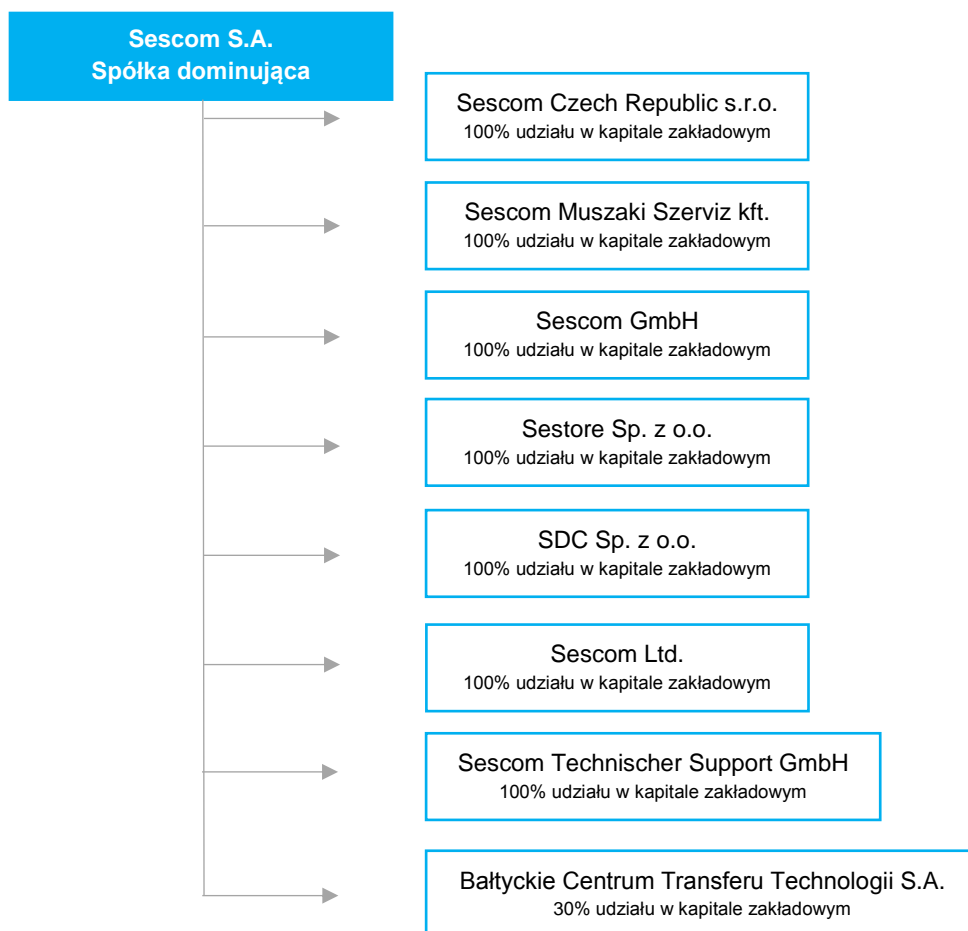 Sescom S.A.
Spółka dominująca
Sescom Czech Republic s.r.o.
100% udziału w kapitale zakładowym
Sescom Muszaki Szerviz kft.
100% udziału w kapitale zakładowym
Sescom GmbH
100% udziału w kapitale zakładowym
Sestore Sp. z o.o.
100% udziału w kapitale zakładowym
SDC Sp. z o.o.
100% udziału w kapitale zakładowym
Sescom Ltd.
100% udziału w kapitale zakładowym
Sescom Technischer Support GmbH
100% udziału w kapitale zakładowym
Bałtyckie Centrum Transferu Technologii S.A.
30% udziału w kapitale zakładowym